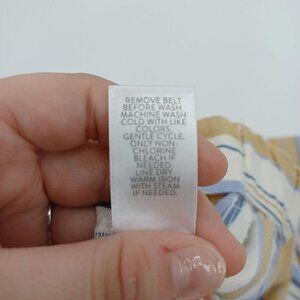 REMOVE BELT
BEFORE WASH.
MACHINE WASH
COLD WITH LIKE
COLORS.
GENTLE CYCLE.
ONLY NON-
CHLORINE
BLEACH IF
NEEDED.
LINE DRY
WARM IRON
WITH STEAM
IF NEEDED.